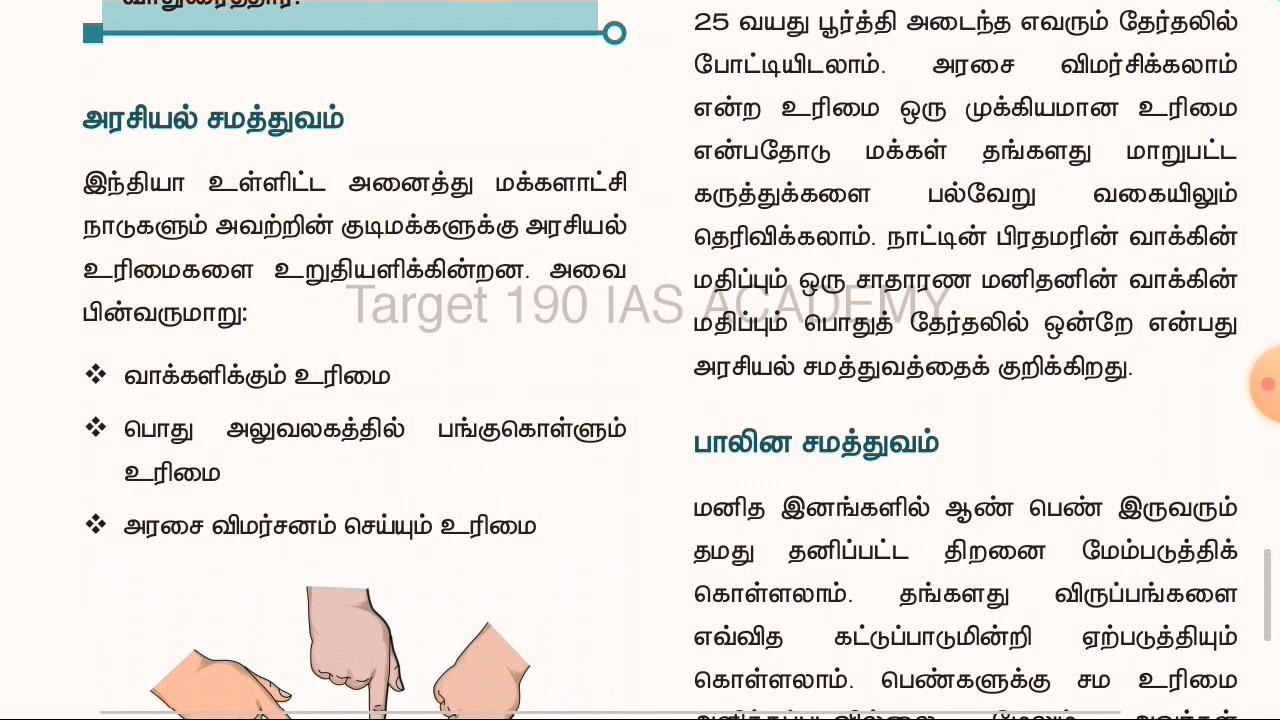 அரசியல் சமத்துவம்
இந்தியா உள்ளிட்ட அனைத்து மக்களாட்சி
நாடுகளும் அவற்றின் குடிமக்களுக்கு அரசியல்
உரிமைகளை உறுதியளிக்கின்றன. அவை
பின்வருமாறு:
❖ வாக்களிக்கும் உரிமை
❖ பொது அலுவலகத்தில் பங்குகொள்ளும்
உரிமை
❖ அரசை விமர்சனம் செய்யும் உரிமை
25 வயது பூர்த்தி அடைந்த எவரும் தேர்தலில்
போட்டியிடலாம். அரசை விமர்சிக்கலாம்
என்ற உரிமை ஒரு முக்கியமான உரிமை
என்பதோடு மக்கள் தங்களது மாறுபட்ட
கருத்துக்களை பல்வேறு வகையிலும்
தெரிவிக்கலாம். நாட்டின் பிரதமரின் வாக்கின்
மதிப்பும் ஒரு சாதாரண மனிதனின் வாக்கின்
மதிப்பும் பொதுத் தேர்தலில் ஒன்றே என்பது
அரசியல் சமத்துவத்தைக் குறிக்கிறது.
பாலின சமத்துவம்
மனித இனங்களில் ஆண் பெண் இருவரும்
தமது தனிப்பட்ட திறனை மேம்படுத்திக்
கொள்ளலாம். தங்களது விருப்பங்களை
எவ்வித கட்டுப்பாடுமின்றி ஏற்படுத்தியும்
கொள்ளலாம். பெண்களுக்கு சம உரிமை
Target 190 IAS ACADEMY